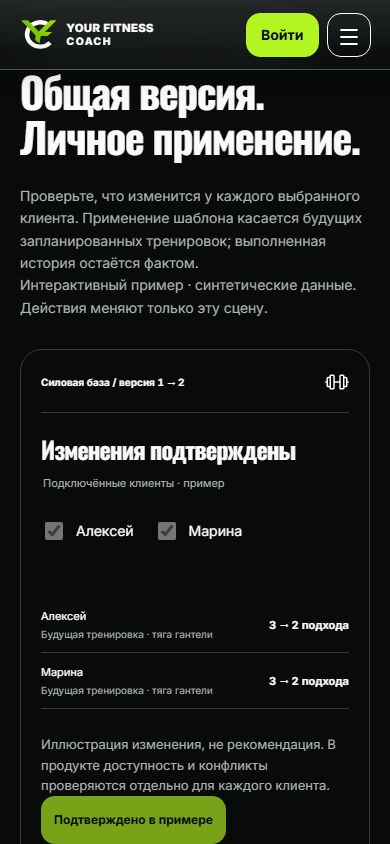 YOUR FITNESS
COACH
Войти
Общая версия.
Личное применение.
Проверьте, что изменится у каждого выбранного
клиента. Применение шаблона касается будущих
запланированных тренировок; выполненная
история остаётся фактом.
Интерактивный пример · синтетические данные.
Действия меняют только эту сцену.
Силовая база / версия 1 → 2
Изменения подтверждены
Подключённые клиенты · пример
Алексей
Марина
Алексей
Будущая тренировка · тяга гантели
3 → 2 подхода
Марина
Будущая тренировка · тяга гантели
3 → 2 подхода
Иллюстрация изменения, не рекомендация. В
продукте доступность и конфликты
проверяются отдельно для каждого клиента.
Подтверждено в примере